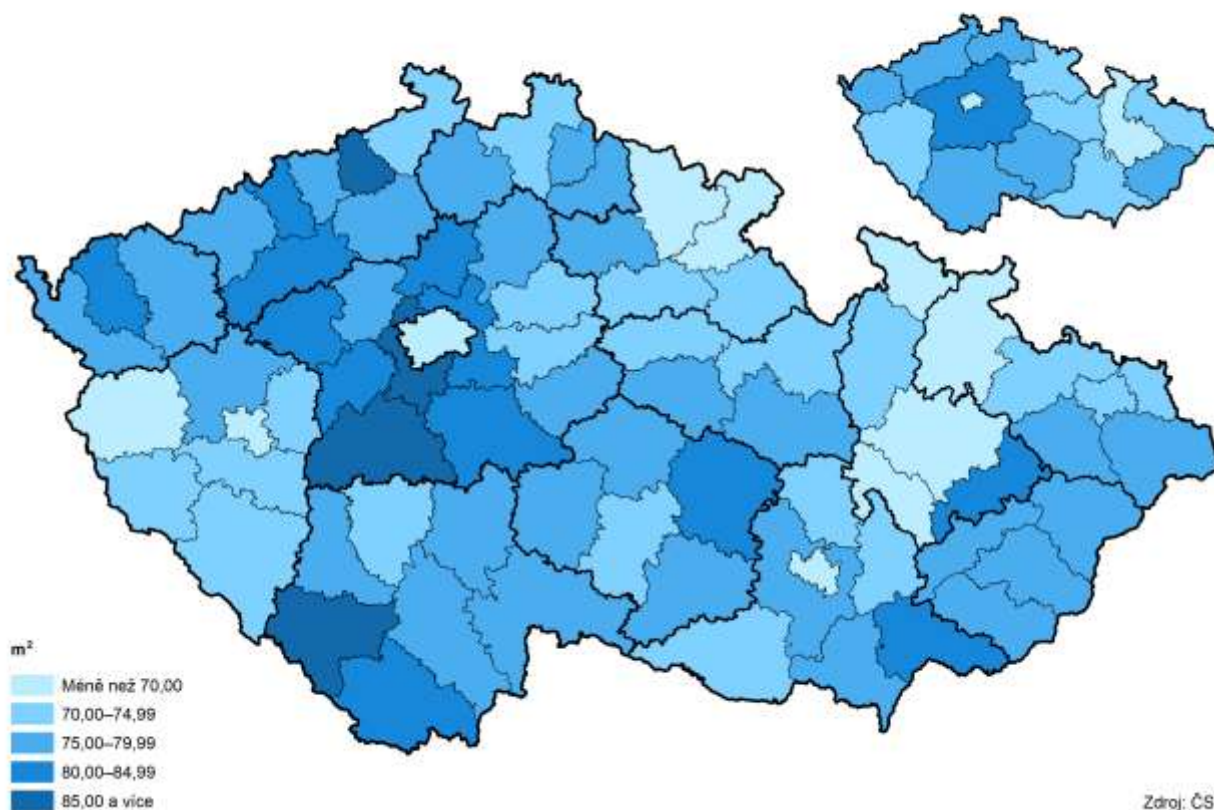 m²
Méně než 70,00
70,00–74,99
75,00–79,99
80,00–84,99
85,00 a více
Zdroj: ČS